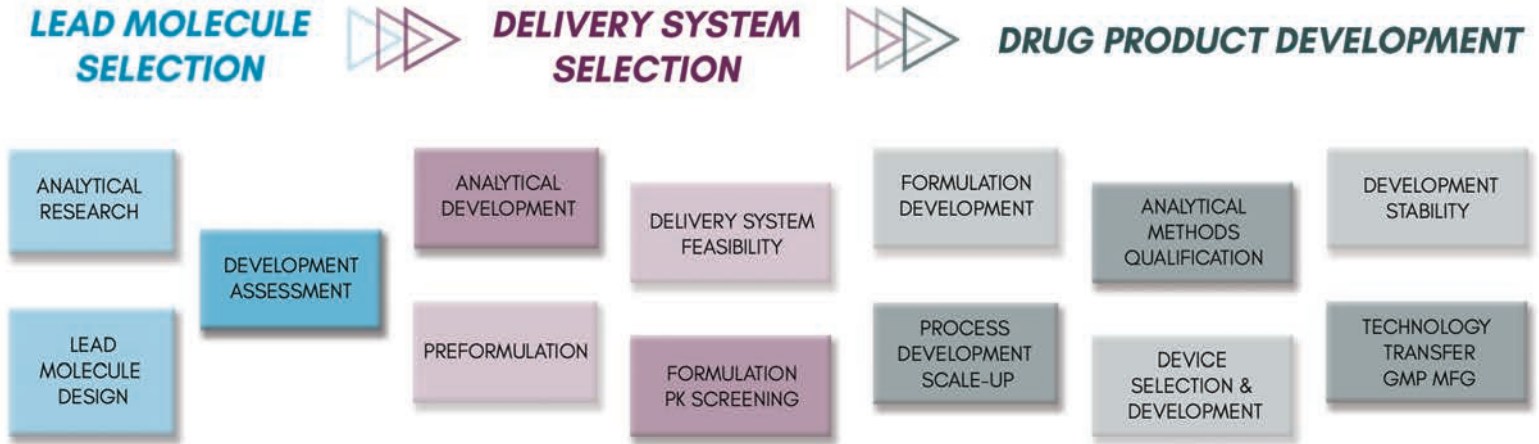 LEAD MOLECULE
SELECTION
DELIVERY SYSTEM
SELECTION
DRUG PRODUCT DEVELOPMENT
ANALYTICAL
RESEARCH
LEAD
MOLECULE
DESIGN
DEVELOPMENT
ASSESSMENT
ANALYTICAL
DEVELOPMENT
PREFORMULATION
DELIVERY SYSTEM
FEASIBILITY
FORMULATION
PK SCREENING
FORMULATION
DEVELOPMENT
PROCESS
DEVELOPMENT
SCALE-UP
ANALYTICAL
METHODS
QUALIFICATION
DEVICE
SELECTION &
DEVELOPMENT
DEVELOPMENT
STABILITY
TECHNOLOGY
TRANSFER
GMP MFG